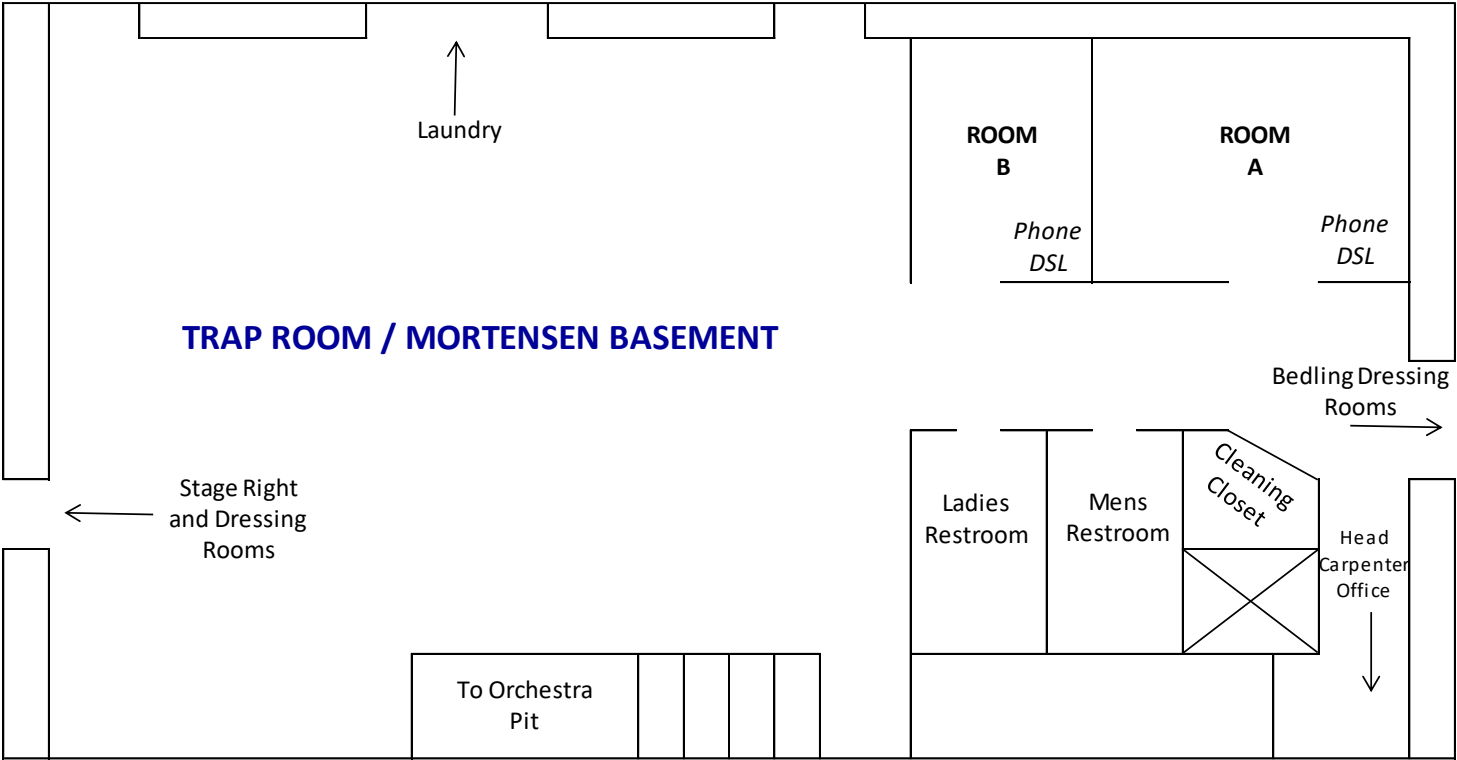 Laundry
ROOM
B
ROOM
A
Phone
DSL
Phone
DSL
TRAP ROOM / MORTENSEN BASEMENT
Bedling Dressing
Rooms
Stage Right
and Dressing
Rooms
Ladies
Restroom
Mens
Restroom
Cleaning
Closet
Head
Carpenter
Office
To Orchestra
Pit